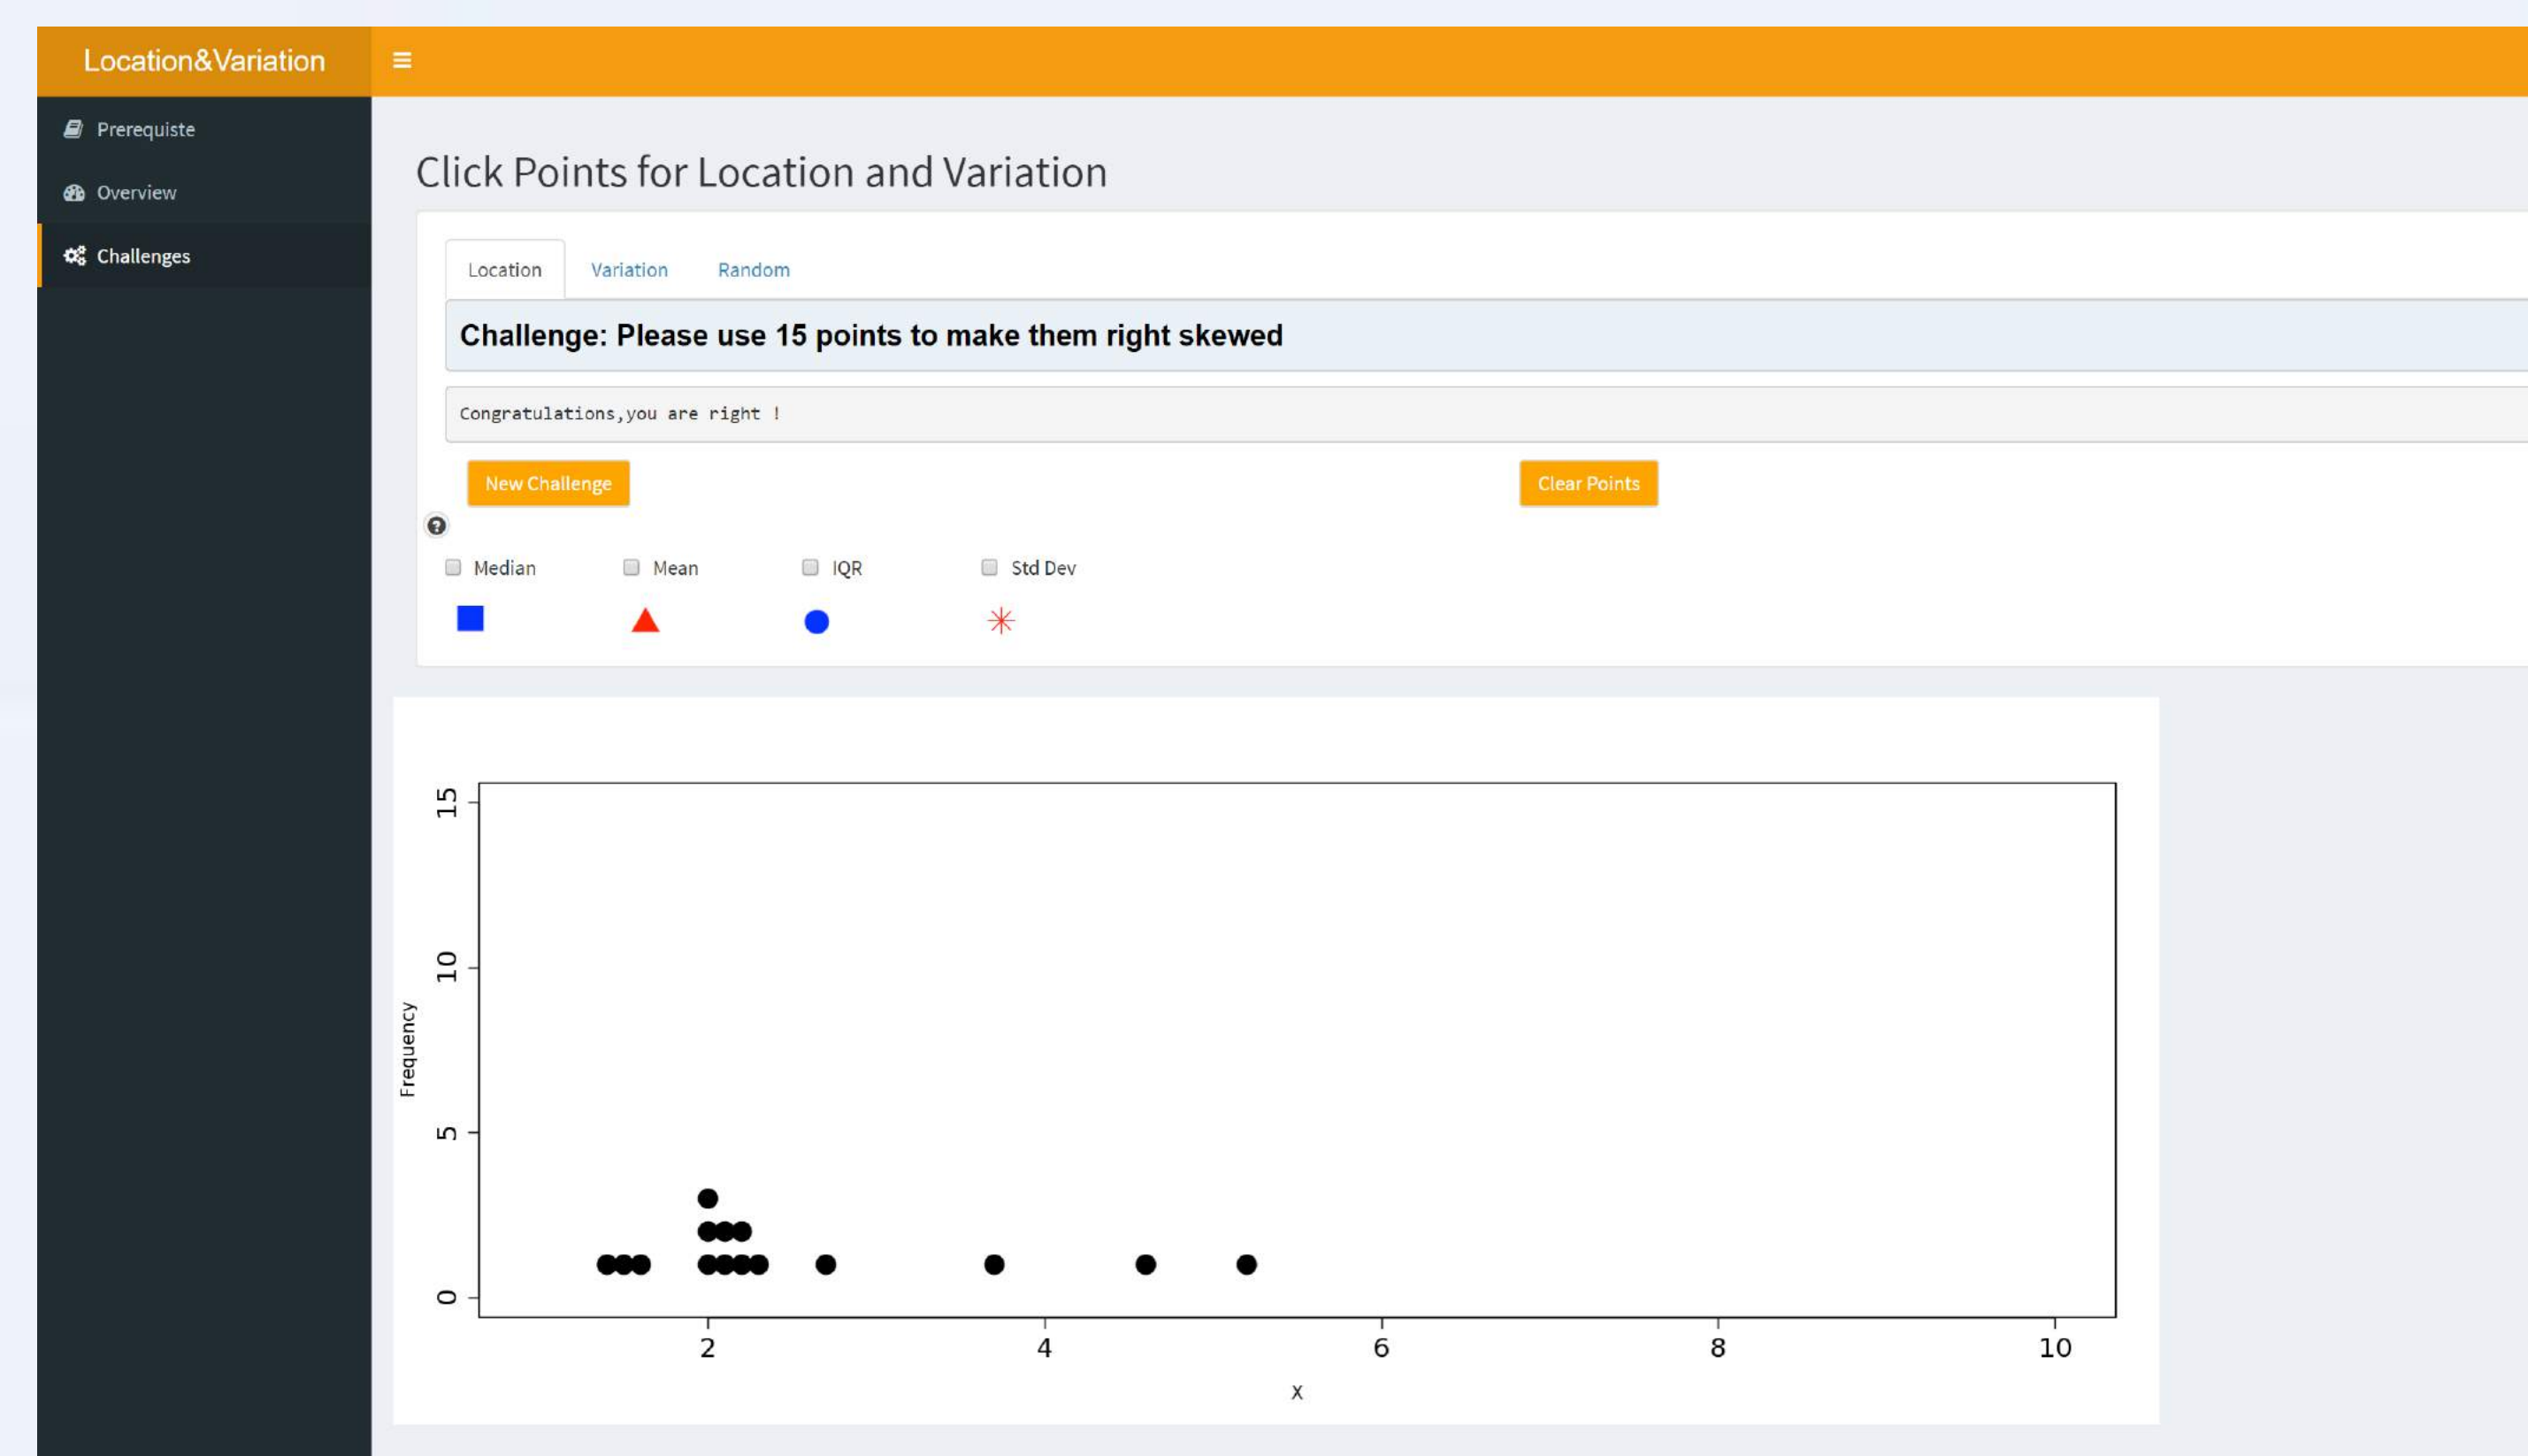 Location&Variation
Prerequiste
Overview
Challenges
Click Points for Location and Variation
Location Variation Random
Challenge: Please use 15 points to make them right skewed
Congratulations,you are right !
New Challenge Clear Points
?
Median Mean IQR Std Dev
15
10
5
0
Frequency
2 4 6 8 10
X